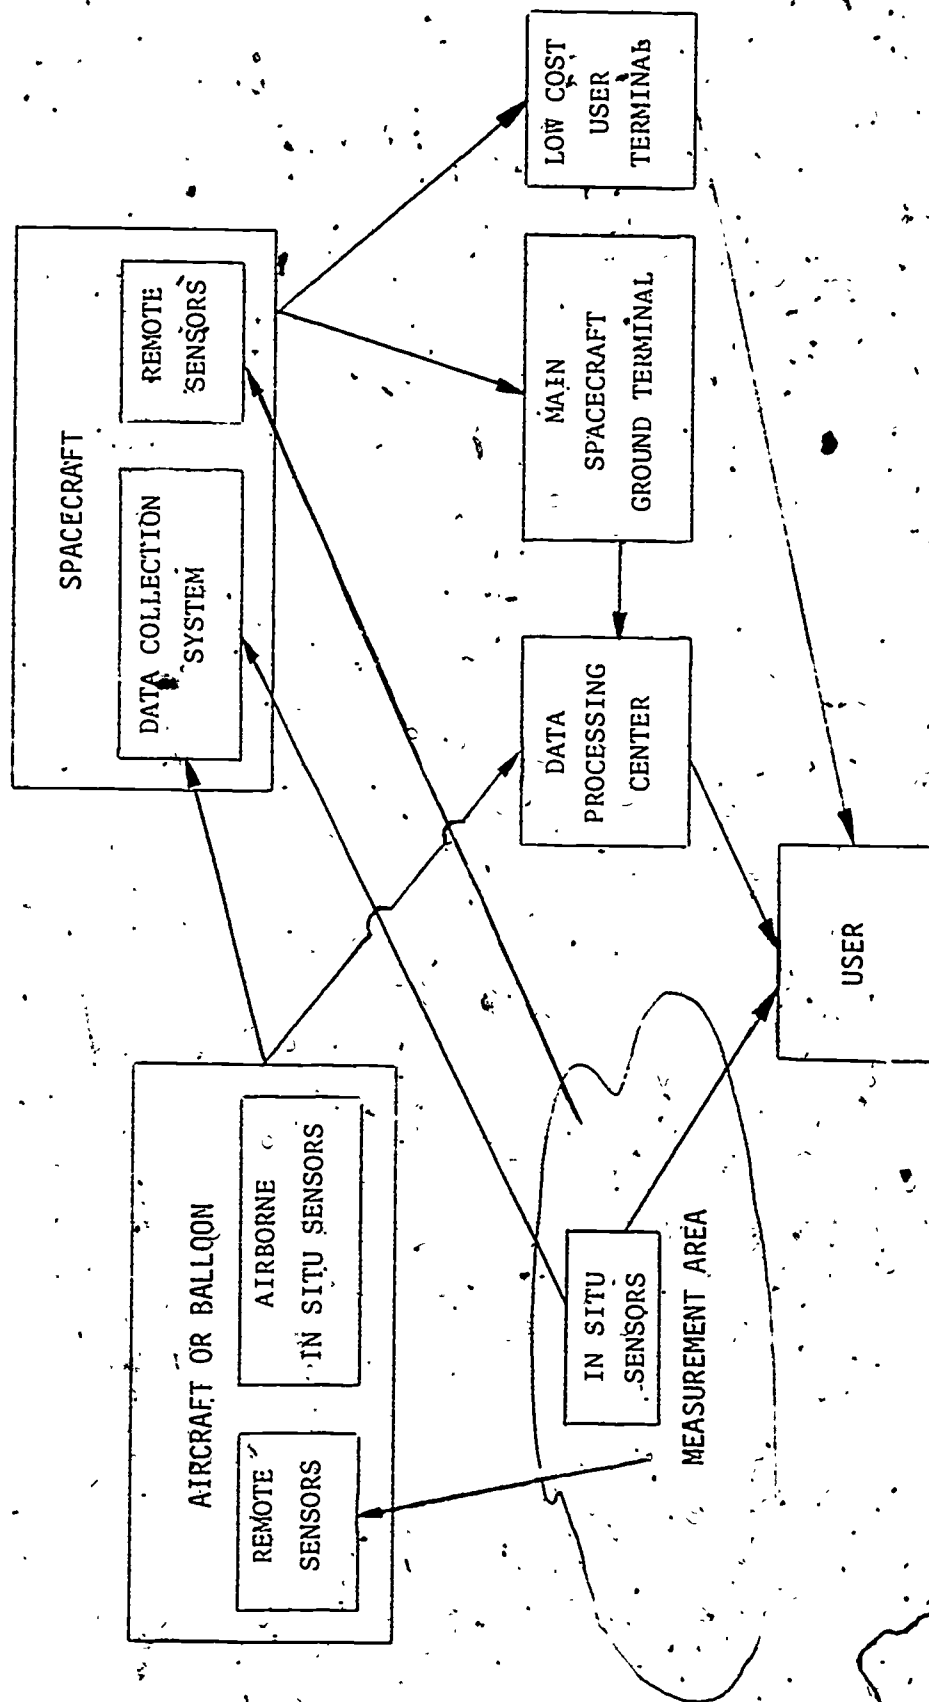 SPACECRAFT
DATA COLLECTION
SYSTEM
REMOTE
SENSORS
AIRCRAFT OR BALLOON
REMOTE
SENSORS
AIRBORNE
IN SITU SENSORS
LOW COST
USER
TERMINAL
MAIN
SPACECRAFT
GROUND TERMINAL
DATA
PROCESSING
CENTER
IN SITU
SENSORS
MEASUREMENT AREA
USER